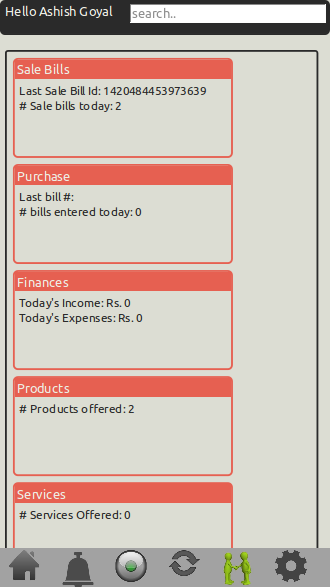 Hello Ashish Goyal
search..
Sale Bills
Last Sale Bill Id: 1420484453973639
# Sale bills today: 2
Purchase
Last bill #:
# bills entered today: 0
Finances
Today's Income: Rs. 0
Today's Expenses: Rs. 0
Products
# Products offered: 2
Services
# Services Offered: 0